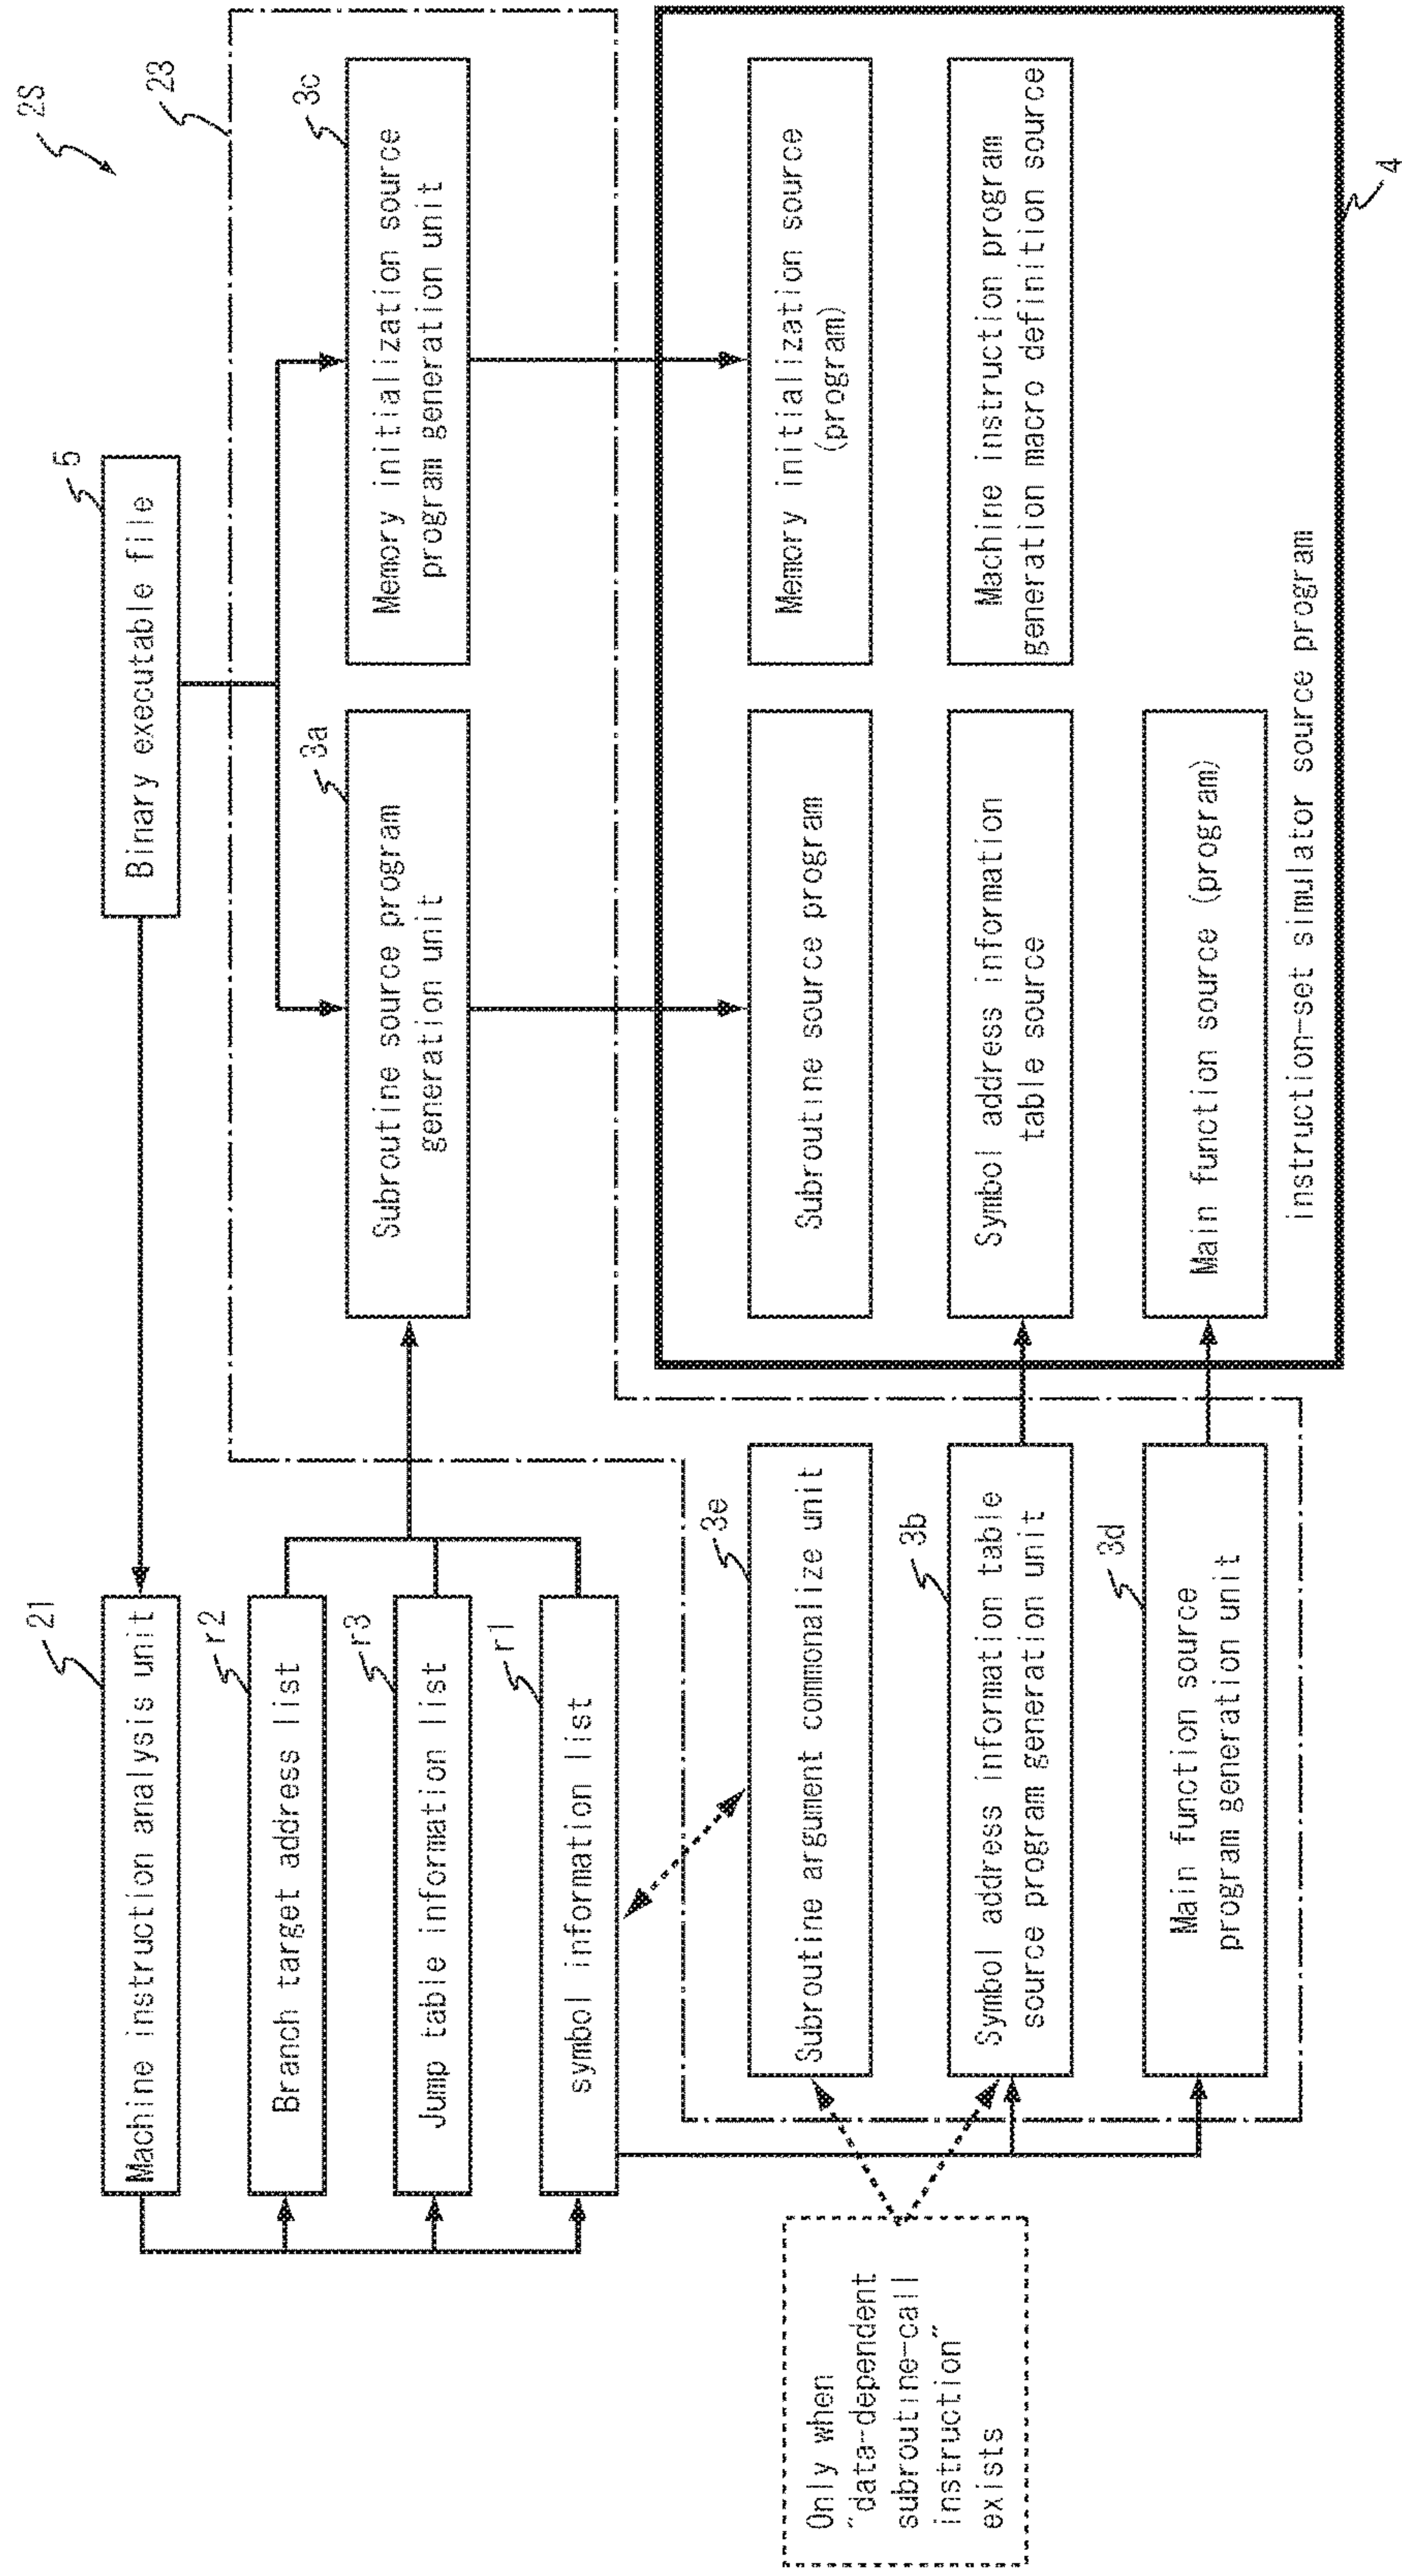 2S
21
Machine instruction analysis unit
5
Binary executable file
23
r2
Branch target address list
r3
Jump table information list
r1
symbol information list
3a
Subroutine source program
generation unit
3c
Memory initialization source
program generation unit
3e
Subroutine argument commonalize unit
Subroutine source program
Memory initialization source
(program)
Only when
"data-dependent
subroutine-call
instruction"
exists
3b
Symbol address information table
source program generation unit
Symbol address information
table source
Machine instruction program
generation macro definition source
3d
Main function source
program generation unit
Main function source (program)
instruction-set simulator source program
4